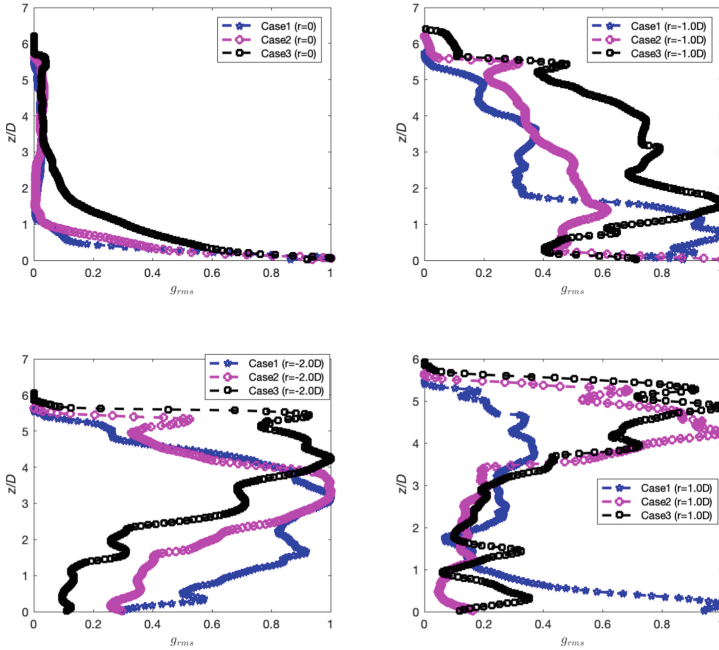 7
6
5
4
3
2
1
0
z/D
0 0.2 0.4 0.6 0.8 1
g_rms
Case1 (r=0)
Case2 (r=0)
Case3 (r=0)
7
6
5
4
3
2
1
0
z/D
0 0.2 0.4 0.6 0.8 1
g_rms
Case1 (r=-1.0D)
Case2 (r=-1.0D)
Case3 (r=-1.0D)
7
6
5
4
3
2
1
0
z/D
0 0.2 0.4 0.6 0.8 1
g_rms
Case1 (r=-2.0D)
Case2 (r=-2.0D)
Case3 (r=-2.0D)
6
5
4
3
2
1
0
z/D
0 0.2 0.4 0.6 0.8 1
g_rms
Case1 (r=1.0D)
Case2 (r=1.0D)
Case3 (r=1.0D)